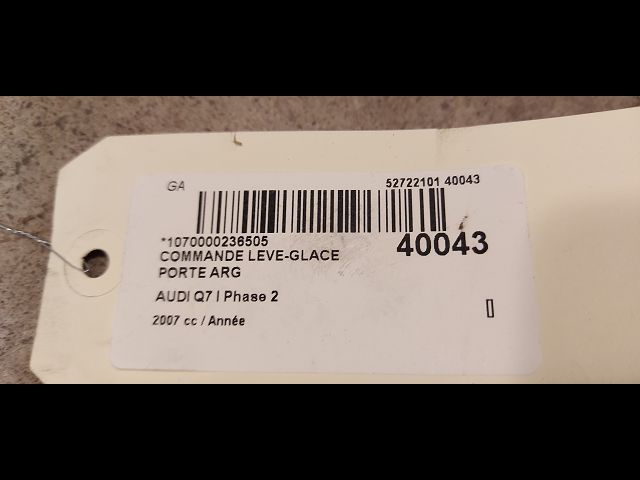 GA
52722101 40043
*1070000236505
40043
COMMANDE LEVE-GLACE
PORTE ARG
AUDI Q7 I Phase 2
2007 cc / Année